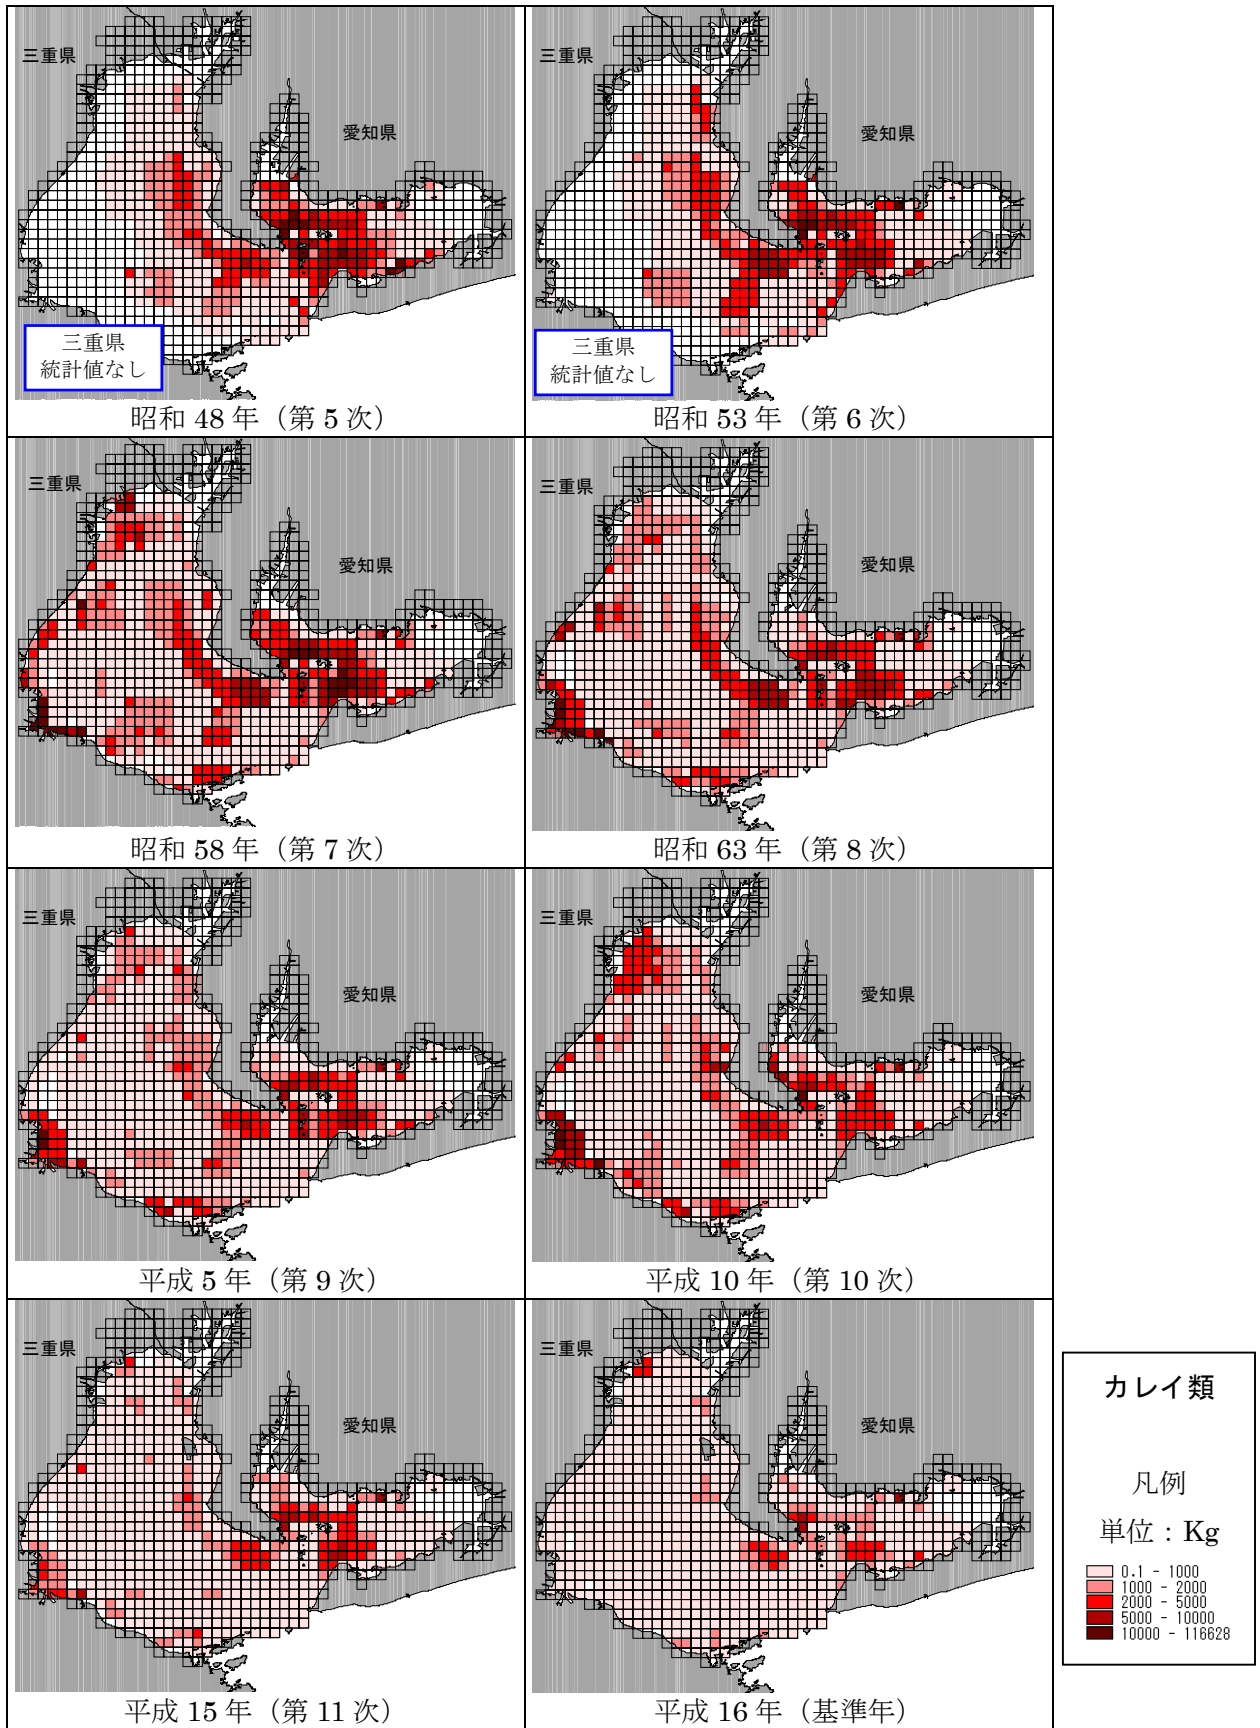 三重県
愛知県
三重県
統計値なし
昭和 48 年（第 5 次）
三重県
愛知県
三重県
統計値なし
昭和 53 年（第 6 次）
三重県
愛知県
昭和 58 年（第 7 次）
三重県
愛知県
昭和 63 年（第 8 次）
三重県
愛知県
平成 5 年（第 9 次）
三重県
愛知県
平成 10 年（第 10 次）
三重県
愛知県
平成 15 年（第 11 次）
三重県
愛知県
平成 16 年（基準年）
カレイ類
凡例
単位：Kg
0.1 - 1000
1000 - 2000
2000 - 5000
5000 - 10000
10000 - 116628